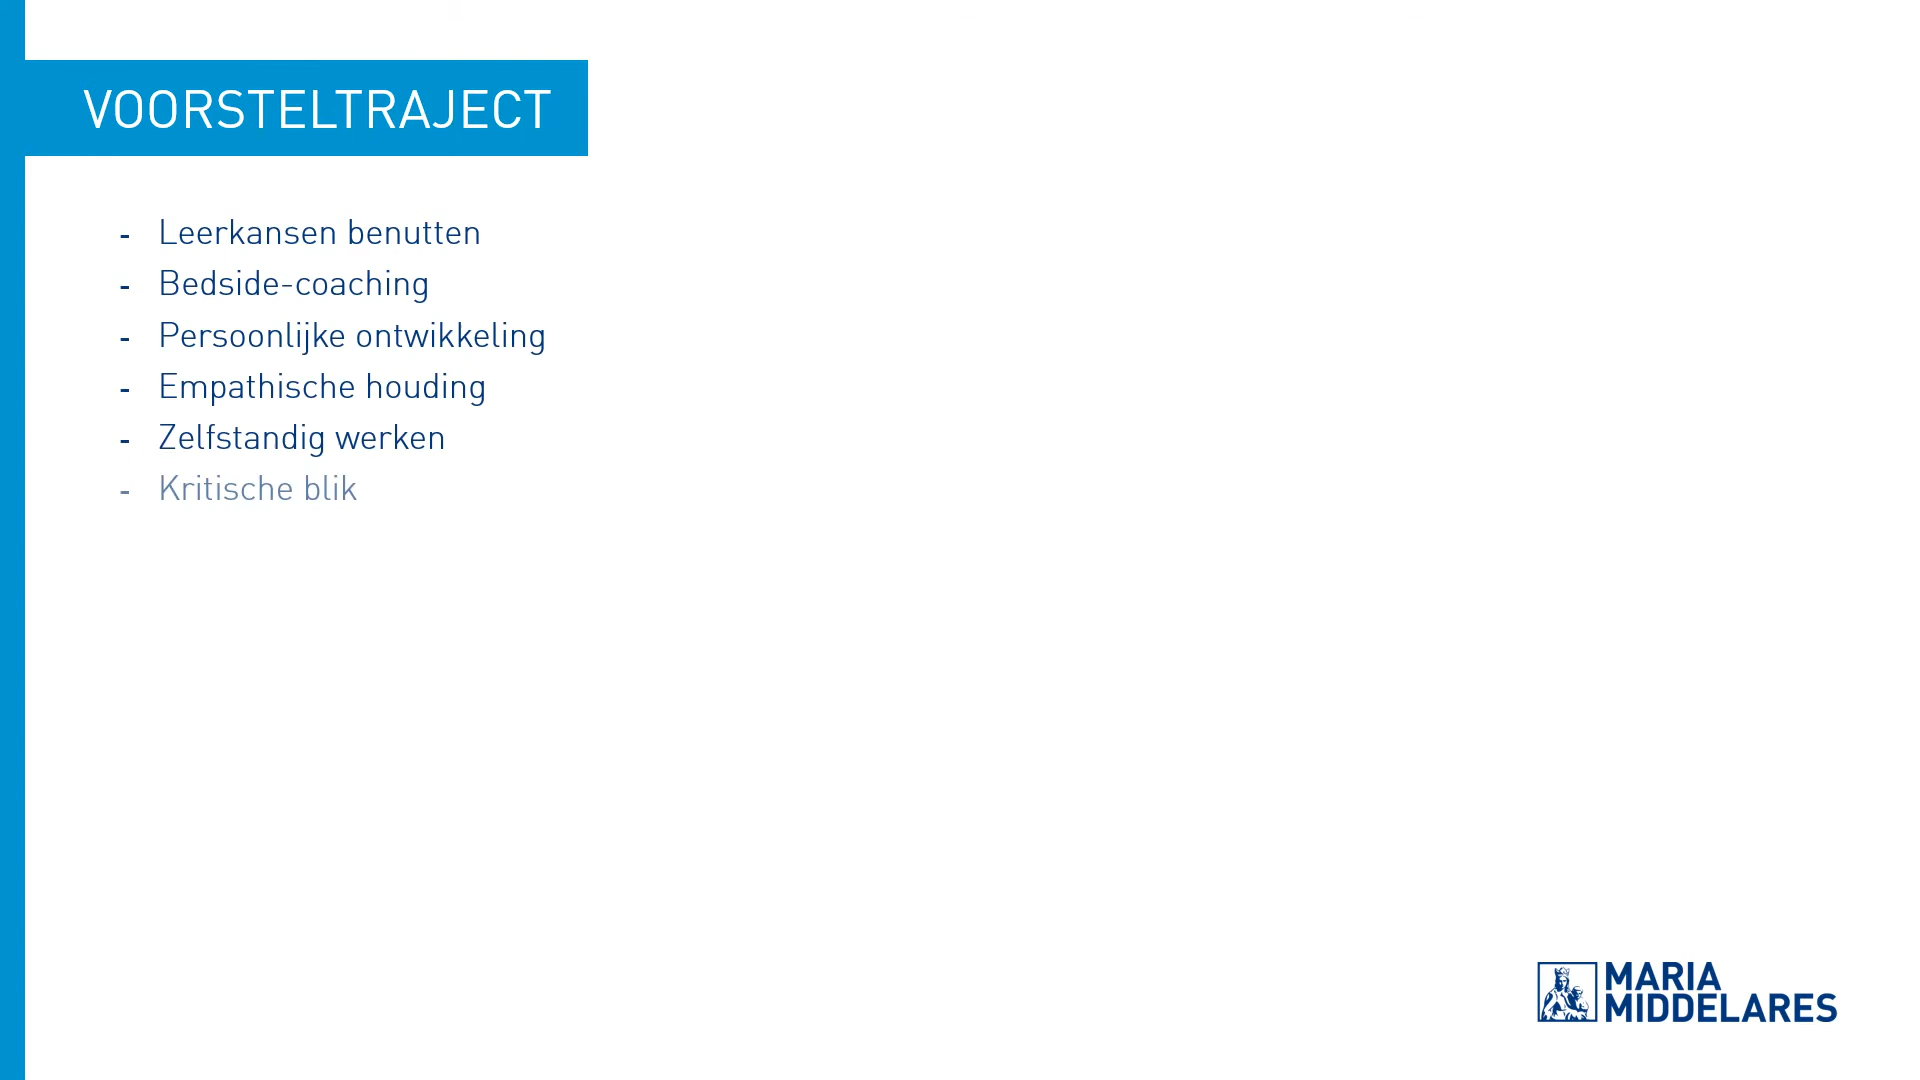 VOORSTELTRAJECT
- Leerkansen benutten
- Bedside-coaching
- Persoonlijke ontwikkeling
- Empathische houding
- Zelfstandig werken
- Kritische blik
MARIA
MIDDELARES